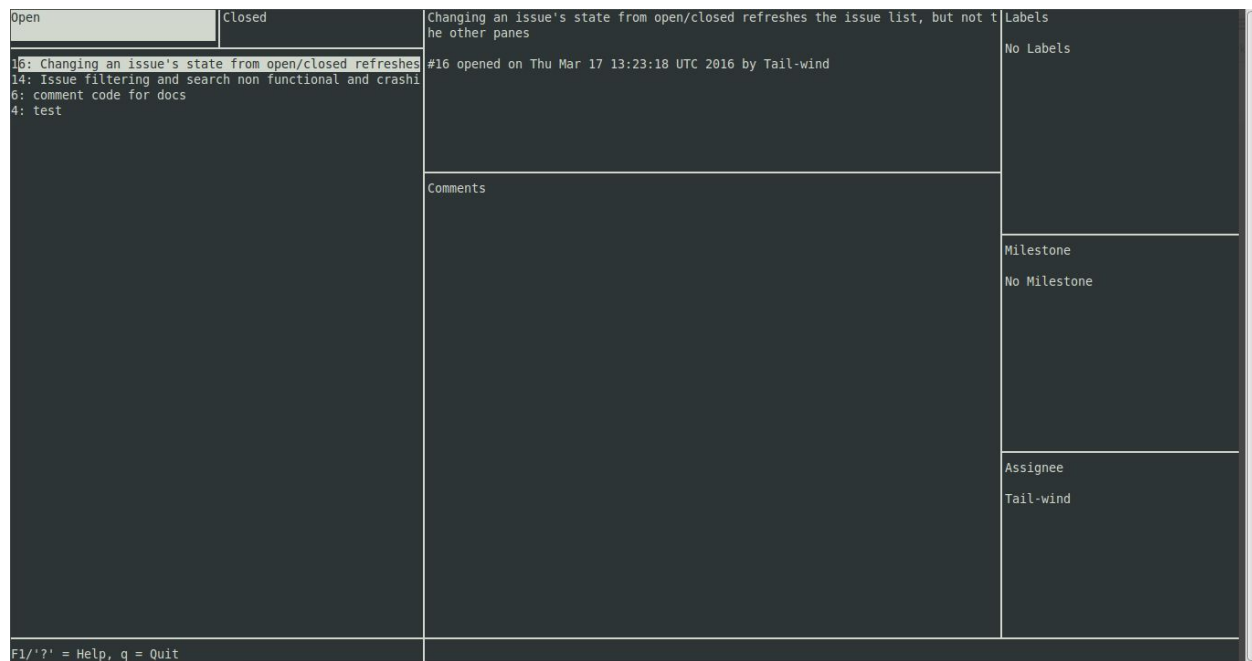 Open
Closed
16: Changing an issue's state from open/closed refreshes
14: Issue filtering and search non functional and crashi
6: comment code for docs
4: test
Changing an issue's state from open/closed refreshes the issue list, but not t
he other panes
#16 opened on Thu Mar 17 13:23:18 UTC 2016 by Tail-wind
Comments
Labels
No Labels
Milestone
No Milestone
Assignee
Tail-wind
F1/'?' = Help, q = Quit